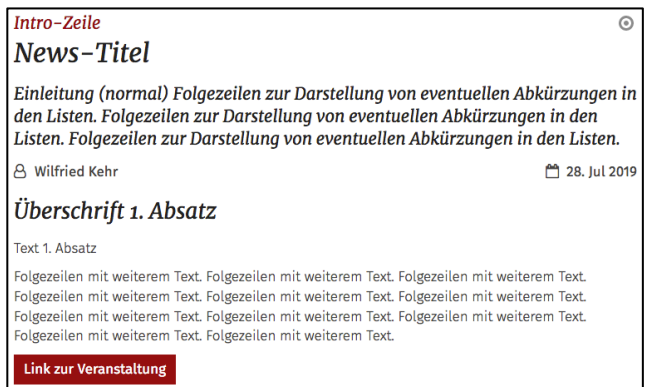 Intro-Zeile
News-Titel
Einleitung (normal) Folgezeilen zur Darstellung von eventuellen Abkürzungen in
den Listen. Folgezeilen zur Darstellung von eventuellen Abkürzungen in den
Listen. Folgezeilen zur Darstellung von eventuellen Abkürzungen in den Listen.
Wilfried Kehr 28. Jul 2019
Überschrift 1. Absatz
Text 1. Absatz
Folgezeilen mit weiterem Text. Folgezeilen mit weiterem Text. Folgezeilen mit weiterem Text.
Folgezeilen mit weiterem Text. Folgezeilen mit weiterem Text. Folgezeilen mit weiterem Text.
Folgezeilen mit weiterem Text. Folgezeilen mit weiterem Text. Folgezeilen mit weiterem Text.
Folgezeilen mit weiterem Text. Folgezeilen mit weiterem Text.
Link zur Veranstaltung